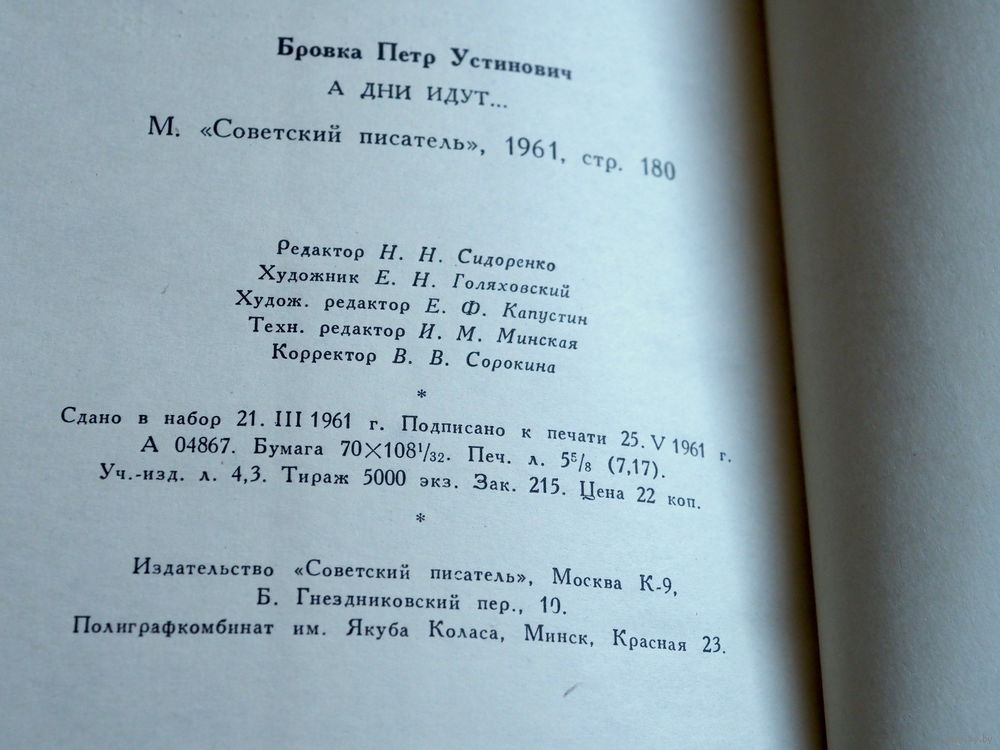 Бровка Петр Устинович
А ДНИ ИДУТ...
М. «Советский писатель», 1961, стр. 180
Редактор Н. Н. Сидоренко
Художник Е. Н. Голяховский
Худож. редактор Е. Ф. Капустин
Техн. редактор И. М. Минская
Корректор В. В. Сорокина
*
Сдано в набор 21. III 1961 г. Подписано к печати 25. V 1961 г.
А 04867. Бумага 70×108¹/₃₂. Печ. л. 5⁵/₈ (7,17).
Уч.-изд. л. 4,3. Тираж 5000 экз. Зак. 215. Цена 22 коп.
*
Издательство «Советский писатель», Москва К-9,
Б. Гнездниковский пер., 10.
Полиграфкомбинат им. Якуба Коласа, Минск, Красная 23.